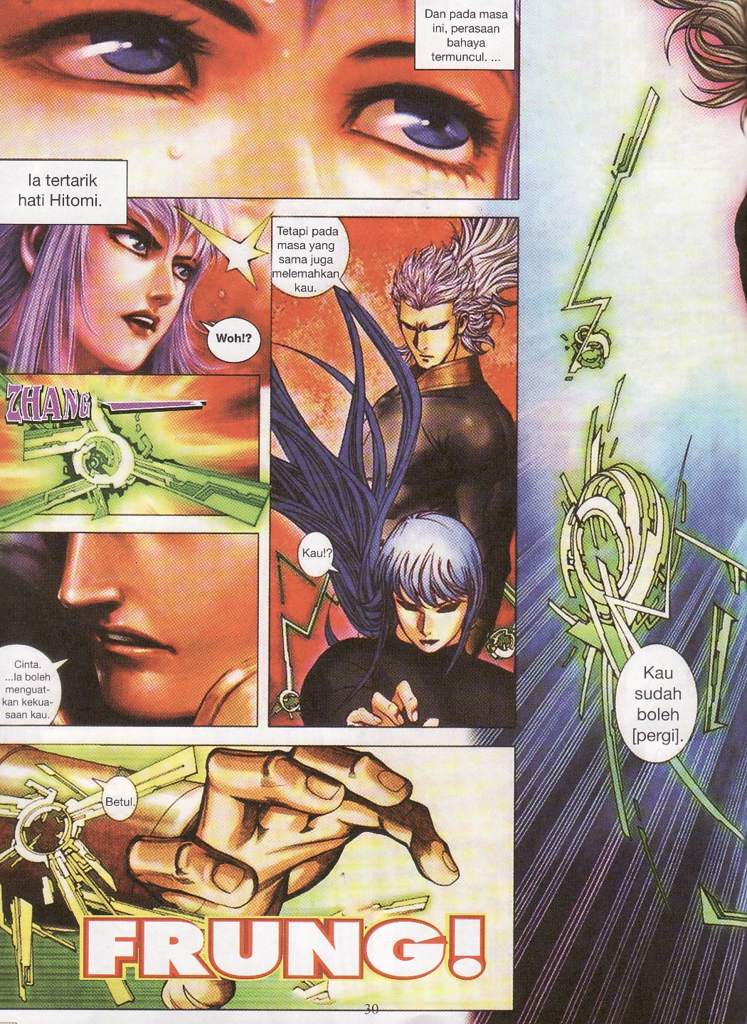 Dan pada masa
ini, perasaan
bahaya
termuncul. ...
Ia tertarik
hati Hitomi.
Woh!?
Tetapi pada
masa yang
sama juga
melemahkan
kau.
ZHANG
Kau!?
Cinta.
...Ia boleh
menguat-
kan kekua-
saan kau.
Kau
sudah
boleh
[pergi].
Betul.
FRUNG!
30